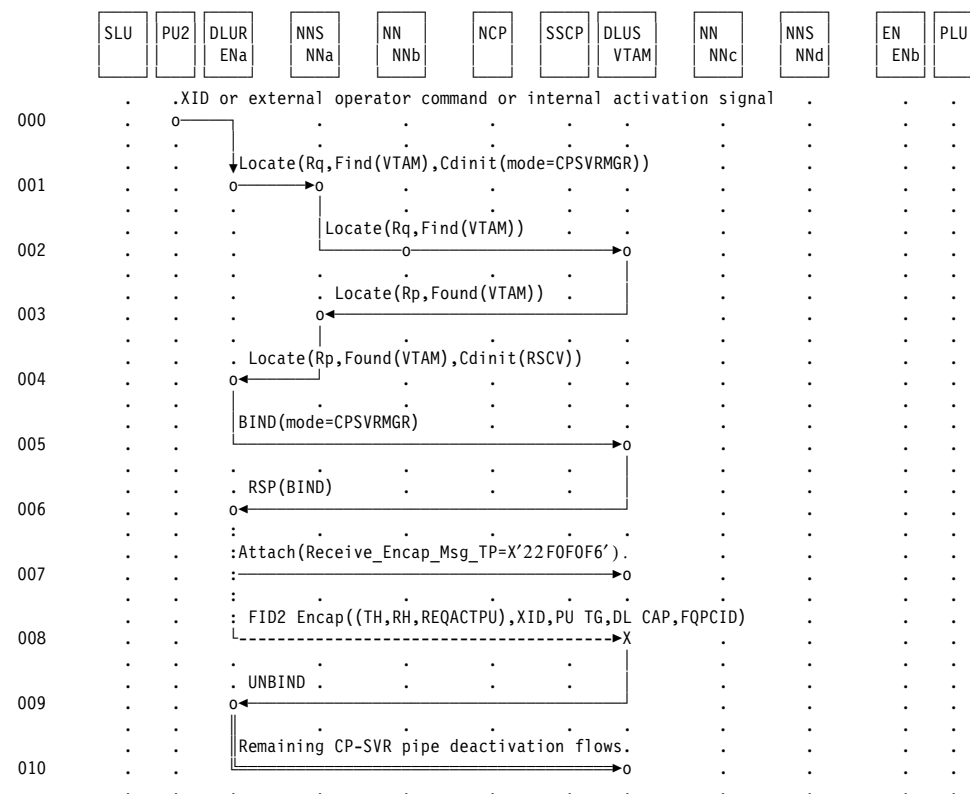 SLU PU2 DLUR NNS NN NCP SSCP DLUS NN NNS EN PLU
ENa NNa NNb VTAM NNc NNd ENb
.XID or external operator command or internal activation signal
000
Locate(Rq,Find(VTAM),Cdinit(mode=CPSVRMGR))
001
Locate(Rq,Find(VTAM))
002
Locate(Rp,Found(VTAM))
003
Locate(Rp,Found(VTAM),Cdinit(RSCV))
004
BIND(mode=CPSVRMGR)
005
RSP(BIND)
006
:Attach(Receive_Encap_Msg_TP=X'22F0F0F6').
007
: FID2 Encap((TH,RH,REQACTPU),XID,PU TG,DL CAP,FQPCID)
008
UNBIND
009
Remaining CP-SVR pipe deactivation flows.
010